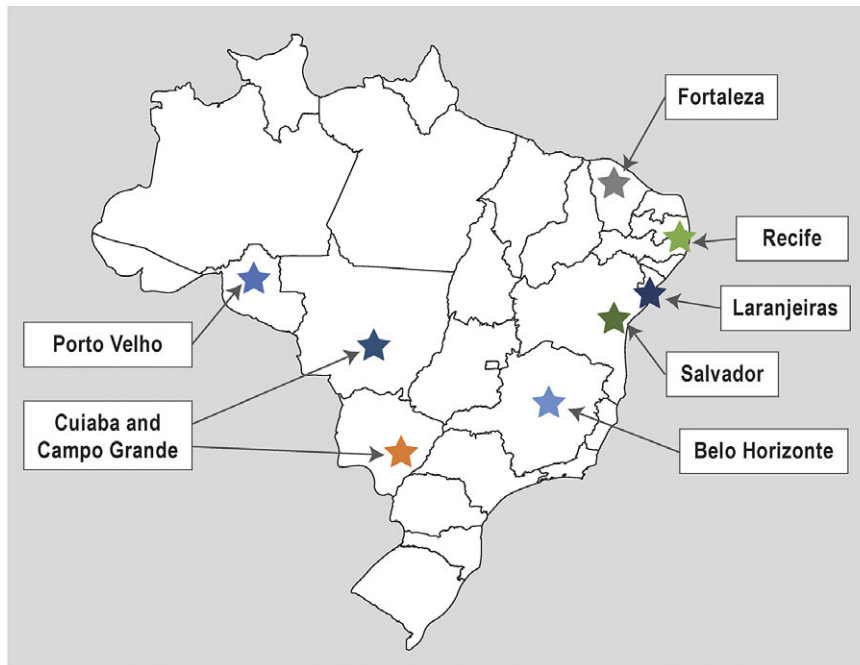 Fortaleza
Recife
Laranjeiras
Porto Velho
Salvador
Cuiaba and
Campo Grande
Belo Horizonte